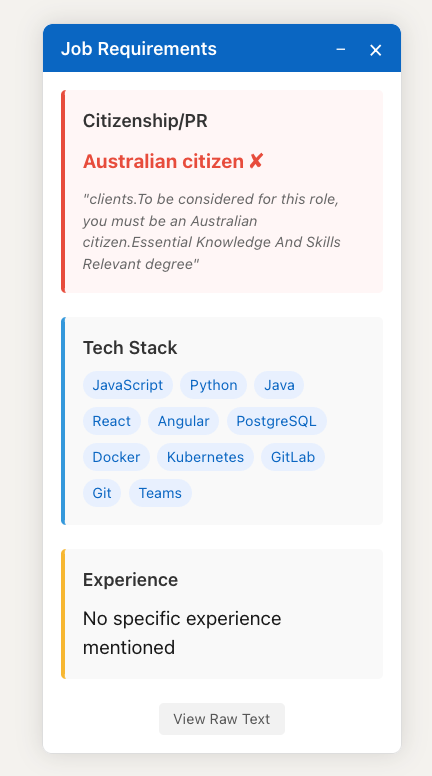 Job Requirements − ×
Citizenship/PR
Australian citizen ✘
"clients.To be considered for this role,
you must be an Australian
citizen.Essential Knowledge And Skills
Relevant degree"
Tech Stack
JavaScript Python Java
React Angular PostgreSQL
Docker Kubernetes GitLab
Git Teams
Experience
No specific experience
mentioned
View Raw Text